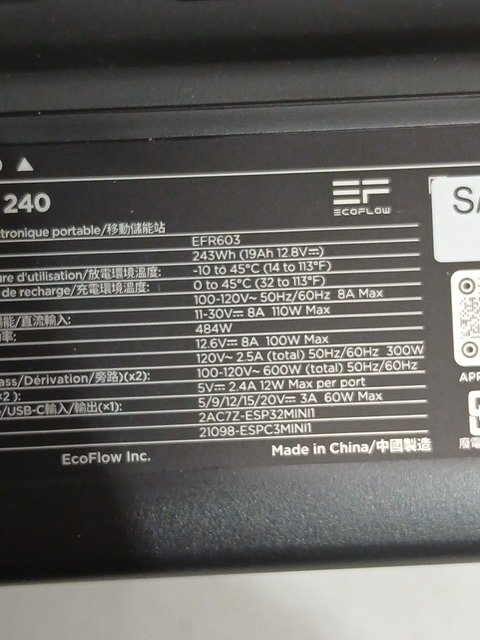 240
EF
ECOFLOW
ctronique portable/移動儲能站
EFR603
243Wh (19Ah 12.8V⎓)
ure d'utilisation/放電環境溫度:
-10 to 45°C (14 to 113°F)
de recharge/充電環境溫度:
0 to 45°C (32 to 113°F)
100-120V~ 50Hz/60Hz 8A Max
能/直流輸入:
11-30V⎓ 8A 110W Max
率:
484W
12.6V⎓ 8A 100W Max
120V~ 2.5A (total) 50Hz/60Hz 300W
ass/Dérivation/旁路)(x2):
100-120V~ 600W (total) 50Hz/60Hz
x2 ):
5V⎓ 2.4A 12W Max per port
/USB-C輸入/輸出(x1):
5/9/12/15/20V⎓ 3A 60W Max
2AC7Z-ESP32MINI1
21098-ESPC3MINI1
EcoFlow Inc.
Made in China/中國製造
S/
APP
廢電